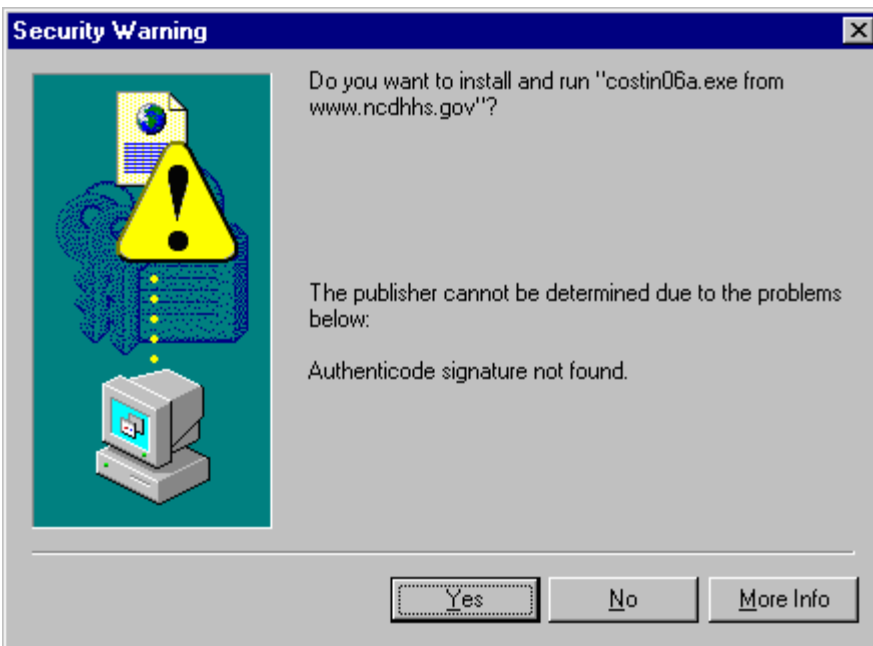 Security Warning
Do you want to install and run "costin06a.exe from
www.ncdhhs.gov"?
The publisher cannot be determined due to the problems
below:
Authenticode signature not found.
Yes No More Info